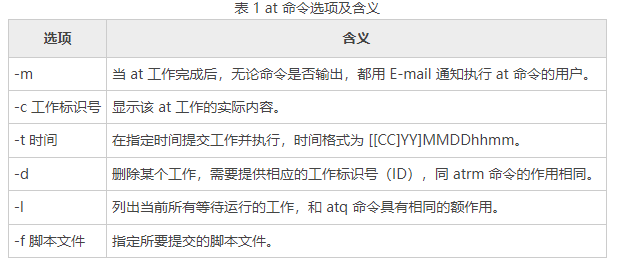 表 1 at 命令选项及含义
选项 含义
-m 当 at 工作完成后，无论命令是否输出，都用 E-mail 通知执行 at 命令的用户。
-c 工作标识号 显示该 at 工作的实际内容。
-t 时间 在指定时间提交工作并执行，时间格式为 [[CC]YY]MMDDhhmm。
-d 删除某个工作，需要提供相应的工作标识号（ID），同 atrm 命令的作用相同。
-l 列出当前所有等待运行的工作，和 atq 命令具有相同的额作用。
-f 脚本文件 指定所要提交的脚本文件。